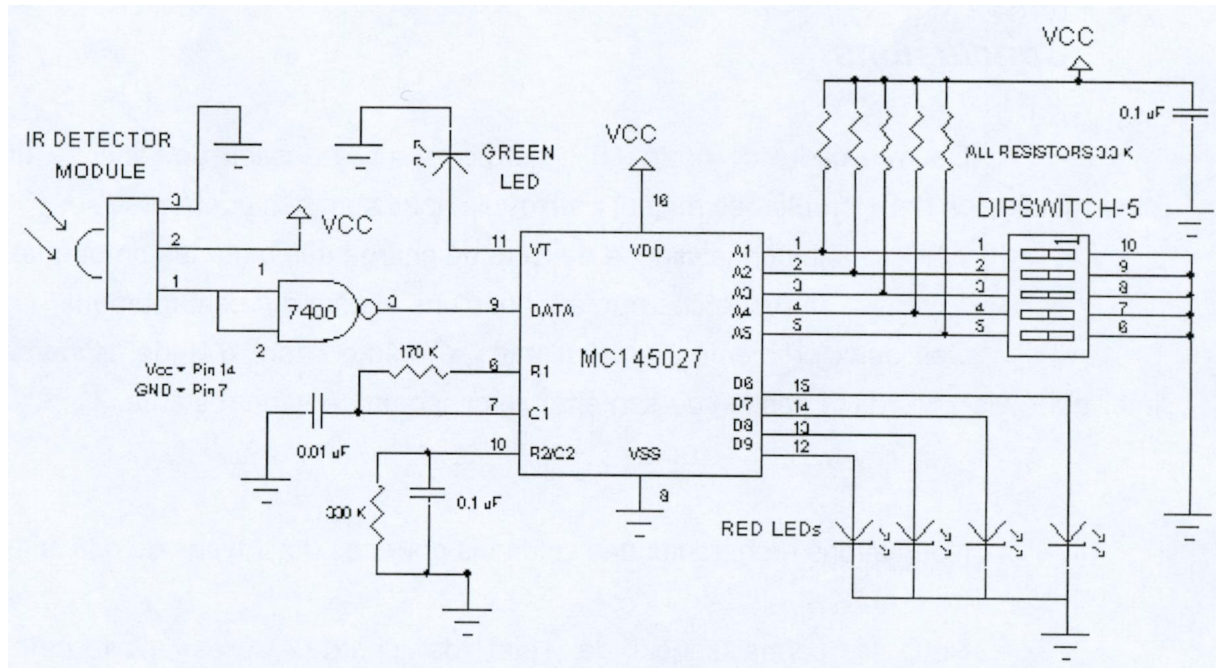 VCC
IR DETECTOR
MODULE
3
2
1
VCC
1
2
7400
3
Vcc = Pin 14
GND = Pin 7
GREEN
LED
VCC
16
11
VT
VDD
9
DATA
170 K
6
R1
7
C1
0.01 uF
10
R2/C2
0.1 uF
MC145027
VSS
8
A1
A2
A3
A4
A5
1
2
3
4
5
D6
D7
D8
D9
15
14
13
12
0.1 uF
ALL RESISTORS
DIPSWITCH-5
1
2
3
4
5
1
10
9
8
7
6
RED LEDs